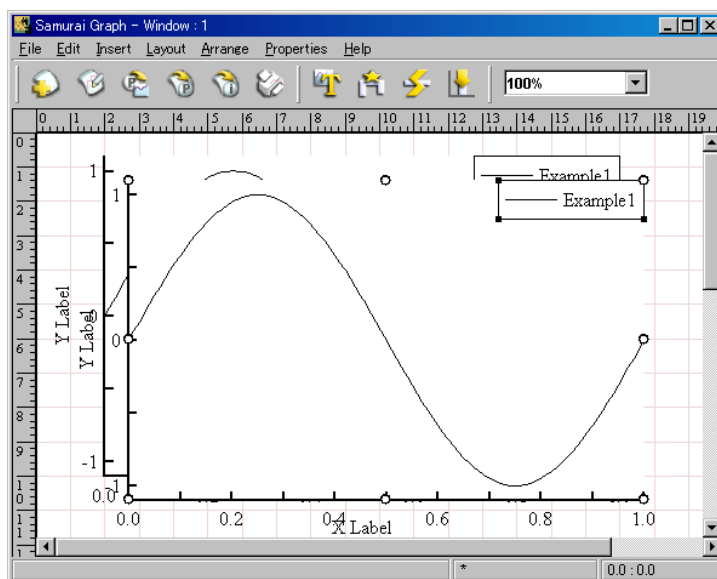 Samurai Graph - Window : 1
File Edit Insert Layout Arrange Properties Help
100%
0 1 2 3 4 5 6 7 8 9 10 11 12 13 14 15 16 17 18 19
0
1
2
3
4
5
6
7
8
9
10
11
1
1
Example1
Example1
Y Label
Y Label
0
-1
-1
0.0
0.0 0.2 0.4 0.6 0.8 1.0
X Label
* 0.0 : 0.0